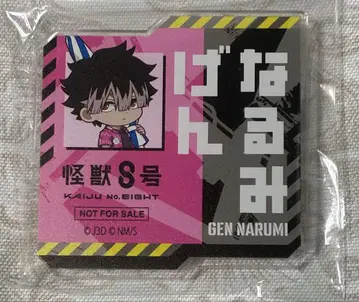 なるみ
げん
GEN NARUMI
怪獣8号
KAIJU No.EIGHT
NOT FOR SALE
©JBD ©NM/S